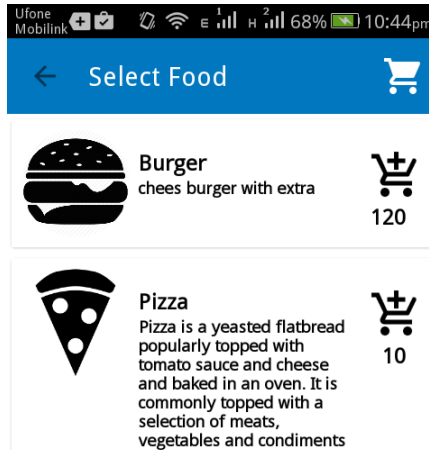 Ufone
Mobilink
E 1 H 2 68% 10:44pm
Select Food
Burger
chees burger with extra
120
Pizza
Pizza is a yeasted flatbread
popularly topped with
tomato sauce and cheese
and baked in an oven. It is
commonly topped with a
selection of meats,
vegetables and condiments
10